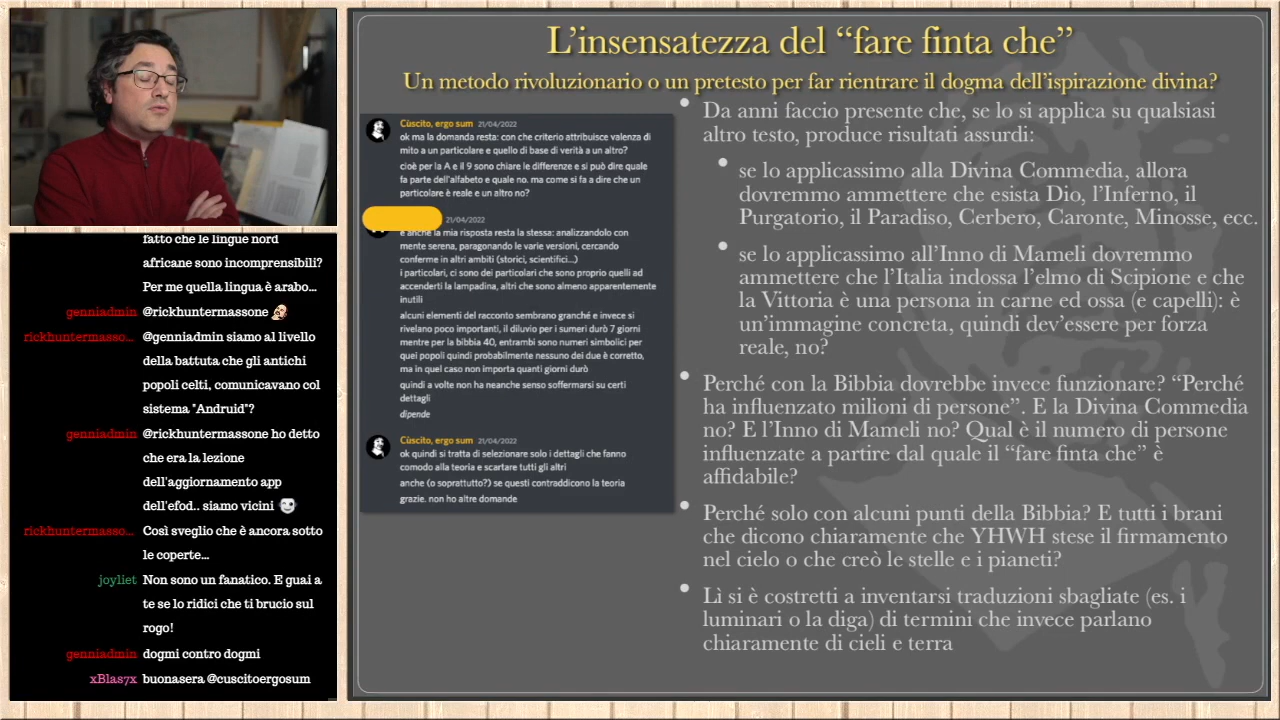 L’insensatezza del “fare finta che”
Un metodo rivoluzionario o un pretesto per far rientrare il dogma dell’ispirazione divina?
Cùscito, ergo sum 21/04/2022
ok ma la domanda resta: con che criterio attribuisce valenza di
mito a un particolare e quello di base di verità a un altro?
cioè per la A e il 9 sono chiare le differenze e si può dire quale
fa parte dell'alfabeto e quale no. ma come si fa a dire che un
particolare è reale e un altro no?
21/04/2022
e anche la mia risposta resta la stessa: analizzandolo con
mente serena, paragonando le varie versioni, cercando
conferme in altri ambiti (storici, scientifici...)
i particolari, ci sono dei particolari che sono proprio quelli ad
accenderti la lampadina, altri che sono almeno apparentemente
inutili
alcuni elementi del racconto sembrano granché e invece si
rivelano poco importanti, il diluvio per i sumeri durò 7 giorni
mentre per la bibbia 40, entrambi sono numeri simbolici per
quei popoli quindi probabilmente nessuno dei due è corretto,
ma in quel caso non importa quanti giorni durò
quindi a volte non ha neanche senso soffermarsi su certi
dettagli
dipende
Cùscito, ergo sum 21/04/2022
ok quindi si tratta di selezionare solo i dettagli che fanno
comodo alla teoria e scartare tutti gli altri
anche (o soprattutto?) se questi contraddicono la teoria
grazie. non ho altre domande
• Da anni faccio presente che, se lo si applica su qualsiasi
altro testo, produce risultati assurdi:
• se lo applicassimo alla Divina Commedia, allora
dovremmo ammettere che esista Dio, l’Inferno, il
Purgatorio, il Paradiso, Cerbero, Caronte, Minosse, ecc.
• se lo applicassimo all’Inno di Mameli dovremmo
ammettere che l’Italia indossa l’elmo di Scipione e che
la Vittoria è una persona in carne ed ossa (e capelli): è
un’immagine concreta, quindi dev’essere per forza
reale, no?
• Perché con la Bibbia dovrebbe invece funzionare? “Perché
ha influenzato milioni di persone”. E la Divina Commedia
no? E l’Inno di Mameli no? Qual è il numero di persone
influenzate a partire dal quale il “fare finta che” è
affidabile?
• Perché solo con alcuni punti della Bibbia? E tutti i brani
che dicono chiaramente che YHWH stese il firmamento
nel cielo o che creò le stelle e i pianeti?
• Lì si è costretti a inventarsi traduzioni sbagliate (es. i
luminari o la diga) di termini che invece parlano
chiaramente di cieli e terra
fatto che le lingue nord
africane sono incomprensibili?
Per me quella lingua è arabo...
genniadmin @rickhuntermassone
rickhuntermasso... @genniadmin siamo al livello
della battuta che gli antichi
popoli celti, comunicavano col
sistema "Andruid"?
genniadmin @rickhuntermassone ho detto
che era la lezione
dell'aggiornamento app
dell'efod.. siamo vicini
rickhuntermasso... Così sveglio che è ancora sotto
le coperte...
joyliet Non sono un fanatico. E guai a
te se lo ridici che ti brucio sul
rogo!
genniadmin dogmi contro dogmi
xBlas7x buonasera @cuscitoergosum